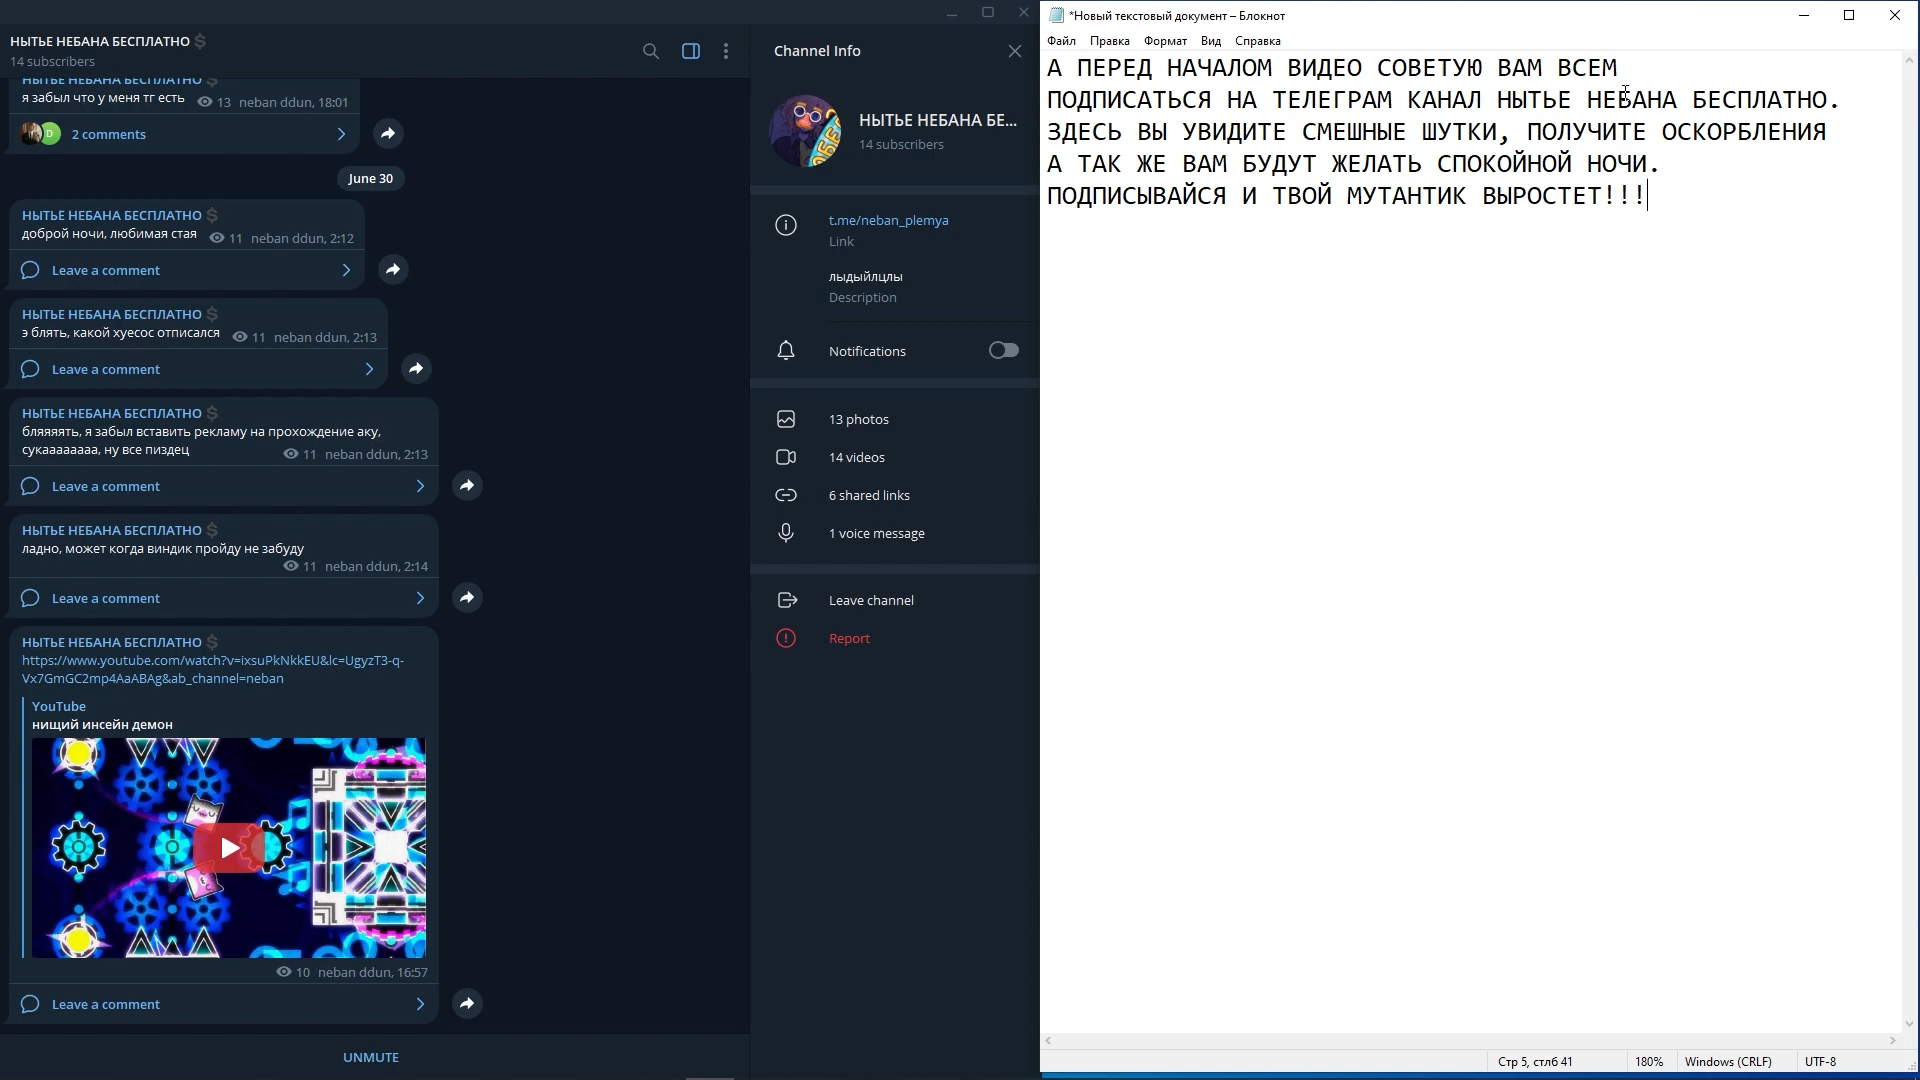 НЫТЬЕ НЕБАНА БЕСПЛАТНО
14 subscribers
НЫТЬЕ НЕБАНА БЕСПЛАТНО
я забыл что у меня тг есть 13 neban ddun, 18:01
D 2 comments
June 30
НЫТЬЕ НЕБАНА БЕСПЛАТНО
доброй ночи, любимая стая 11 neban ddun, 2:12
Leave a comment
НЫТЬЕ НЕБАНА БЕСПЛАТНО
э блять, какой хуесос отписался 11 neban ddun, 2:13
Leave a comment
НЫТЬЕ НЕБАНА БЕСПЛАТНО
бляяяять, я забыл вставить рекламу на прохождение аку,
сукаааааааа, ну все пиздец 11 neban ddun, 2:13
Leave a comment
НЫТЬЕ НЕБАНА БЕСПЛАТНО
ладно, может когда виндик пройду не забуду
11 neban ddun, 2:14
Leave a comment
НЫТЬЕ НЕБАНА БЕСПЛАТНО
https://www.youtube.com/watch?v=ixsuPkNkkEU&lc=UgyzT3-q-
Vx7GmGC2mp4AaABAg&ab_channel=neban
YouTube
нищий инсейн демон
10 neban ddun, 16:57
Leave a comment
UNMUTE
Channel Info
НЫТЬЕ НЕБАНА БЕ...
14 subscribers
t.me/neban_plemya
Link
лыдыйлцлы
Description
Notifications
13 photos
14 videos
6 shared links
1 voice message
Leave channel
Report
*Новый текстовый документ – Блокнот
Файл Правка Формат Вид Справка
А ПЕРЕД НАЧАЛОМ ВИДЕО СОВЕТУЮ ВАМ ВСЕМ
ПОДПИСАТЬСЯ НА ТЕЛЕГРАМ КАНАЛ НЫТЬЕ НЕБАНА БЕСПЛАТНО.
ЗДЕСЬ ВЫ УВИДИТЕ СМЕШНЫЕ ШУТКИ, ПОЛУЧИТЕ ОСКОРБЛЕНИЯ
А ТАК ЖЕ ВАМ БУДУТ ЖЕЛАТЬ СПОКОЙНОЙ НОЧИ.
ПОДПИСЫВАЙСЯ И ТВОЙ МУТАНТИК ВЫРОСТЕТ!!!
Стр 5, стлб 41 180% Windows (CRLF) UTF-8